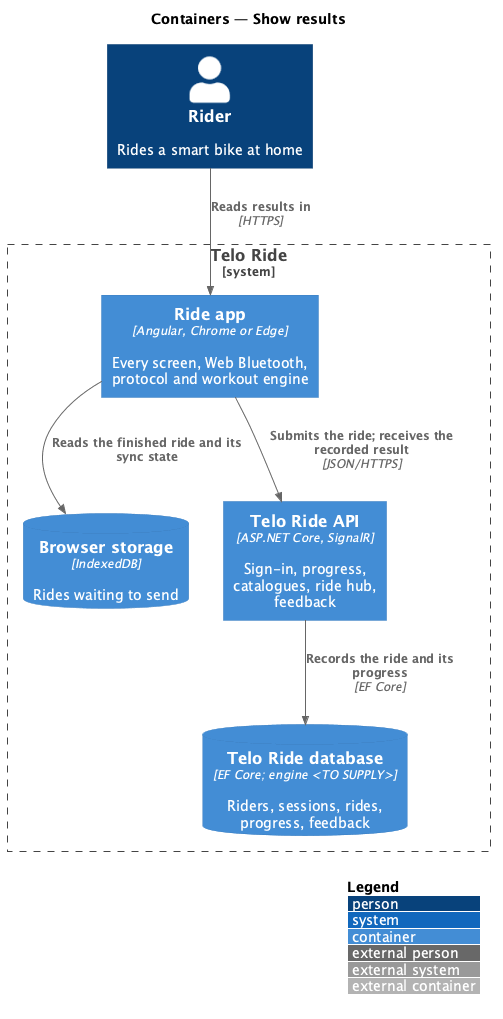 Containers — Show results
Rider
Rides a smart bike at home
Reads results in
[HTTPS]
Telo Ride
[system]
Ride app
[Angular, Chrome or Edge]
Every screen, Web Bluetooth,
protocol and workout engine
Reads the finished ride and its
sync state
Submits the ride; receives the
recorded result
[JSON/HTTPS]
Browser storage
[IndexedDB]
Rides waiting to send
Telo Ride API
[ASP.NET Core, SignalR]
Sign-in, progress,
catalogues, ride hub,
feedback
Records the ride and its
progress
[EF Core]
Telo Ride database
[EF Core; engine <TO SUPPLY>]
Riders, sessions, rides,
progress, feedback
Legend
person
system
container
external person
external system
external container